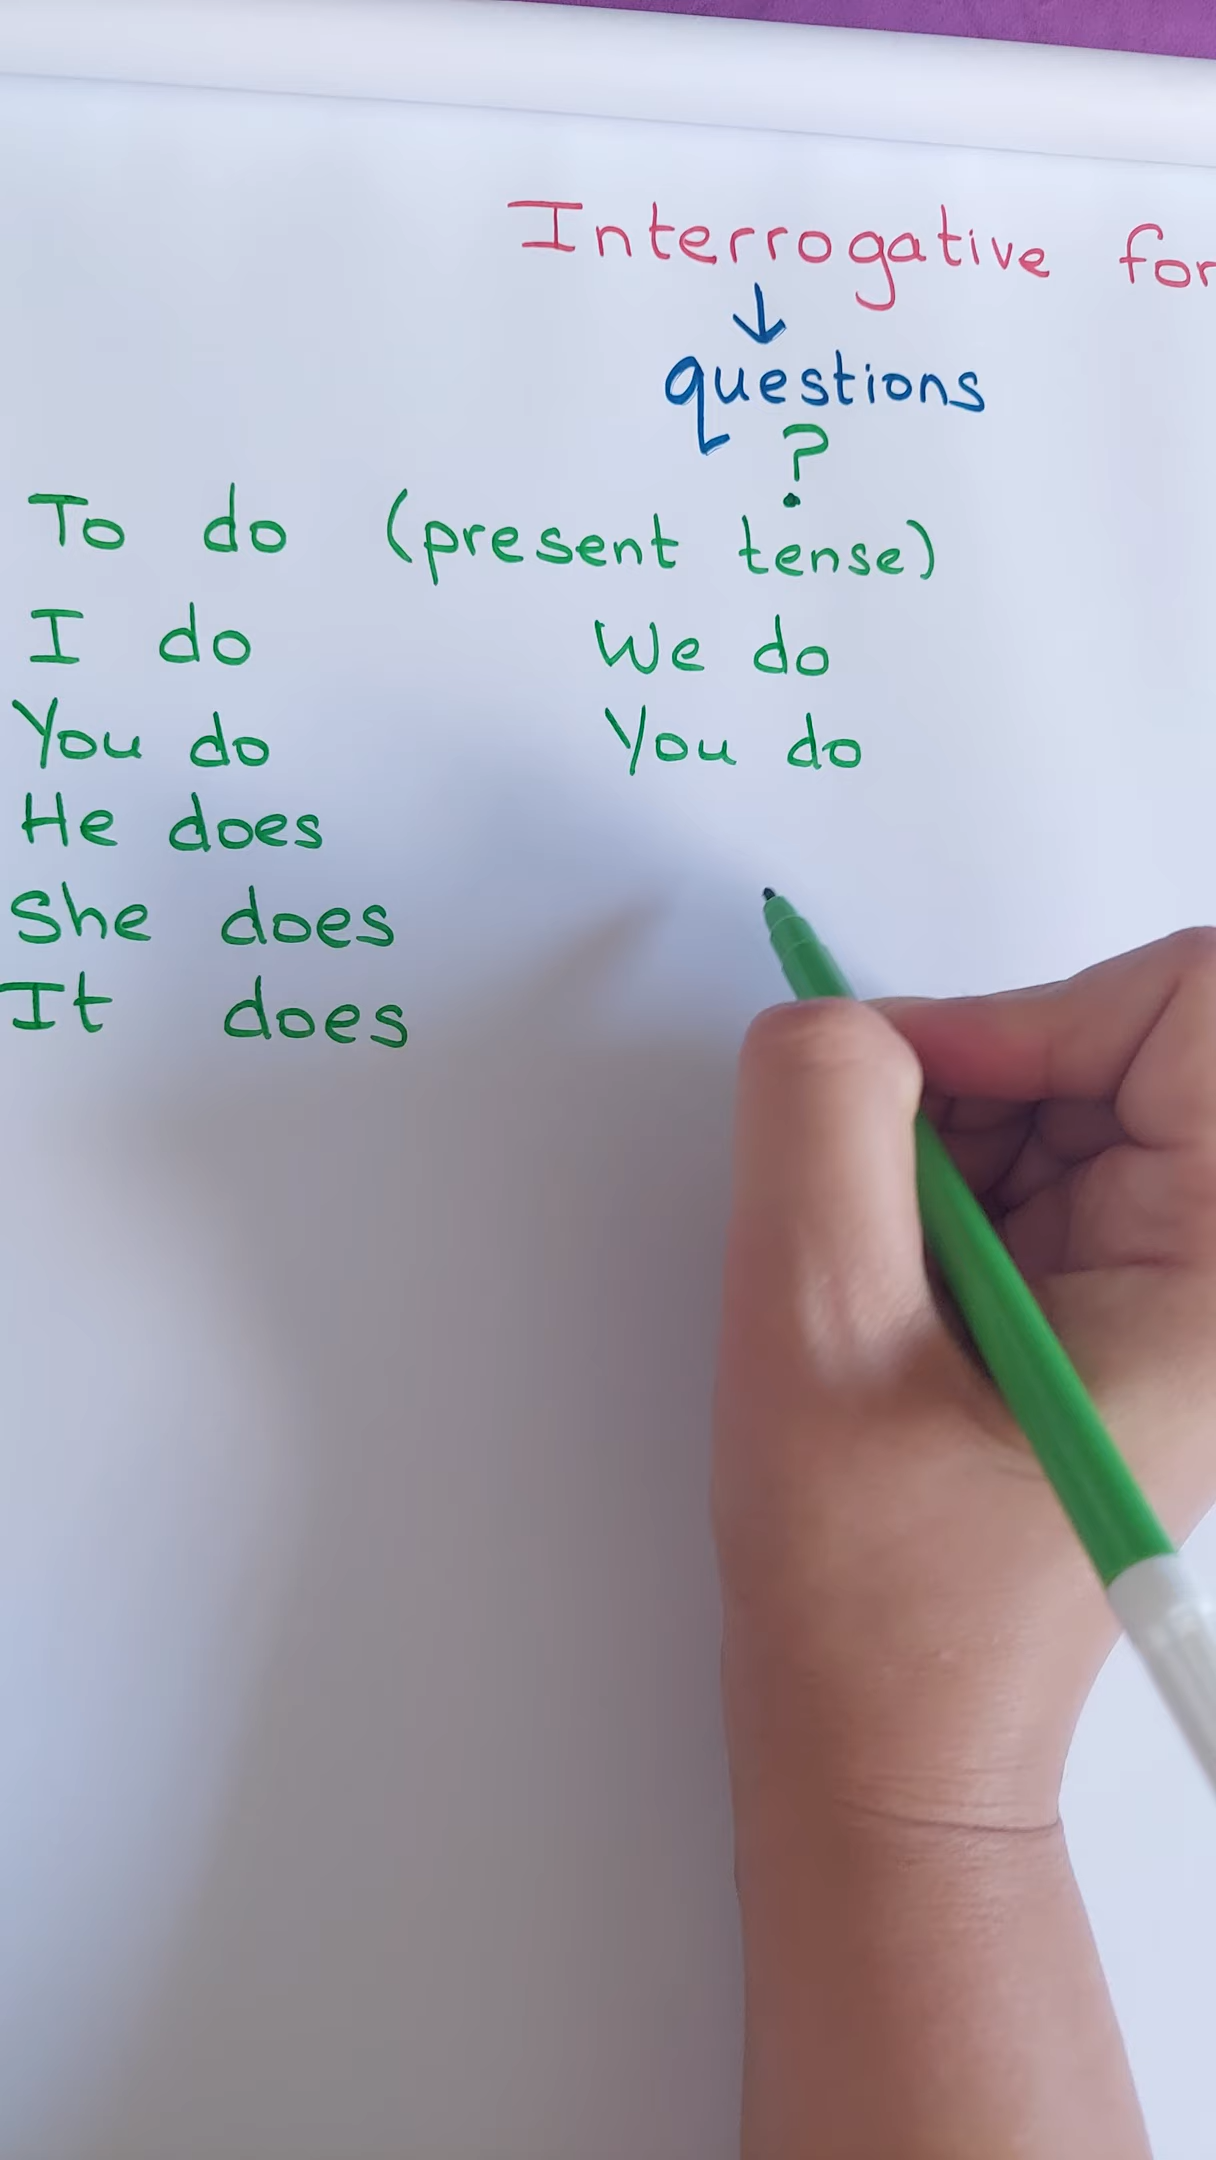 Interrogative for
↓
questions
?
To do (present tense)
I do
You do
He does
She does
It does
We do
You do